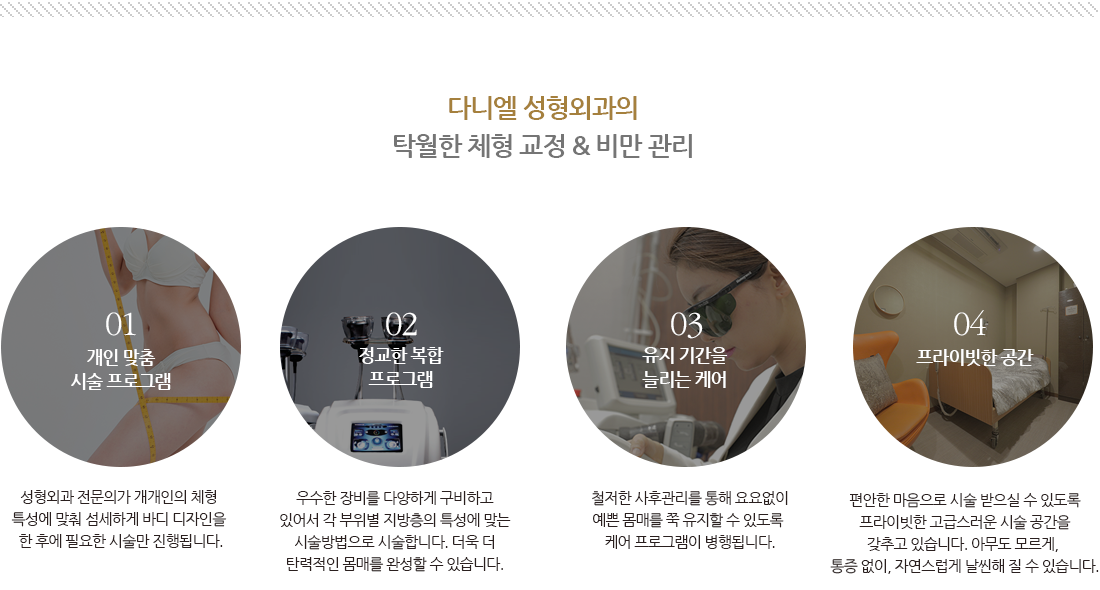 다니엘 성형외과의
탁월한 체형 교정 & 비만 관리
01
개인 맞춤
시술 프로그램
성형외과 전문의가 개개인의 체형
특성에 맞춰 섬세하게 바디 디자인을
한 후에 필요한 시술만 진행됩니다.
02
정교한 복합
프로그램
우수한 장비를 다양하게 구비하고
있어서 각 부위별 지방층의 특성에 맞는
시술방법으로 시술합니다. 더욱 더
탄력적인 몸매를 완성할 수 있습니다.
03
유지 기간을
늘리는 케어
철저한 사후관리를 통해 요요없이
예쁜 몸매를 쭉 유지할 수 있도록
케어 프로그램이 병행됩니다.
04
프라이빗한 공간
편안한 마음으로 시술 받으실 수 있도록
프라이빗한 고급스러운 시술 공간을
갖추고 있습니다. 아무도 모르게,
통증 없이, 자연스럽게 날씬해 질 수 있습니다.